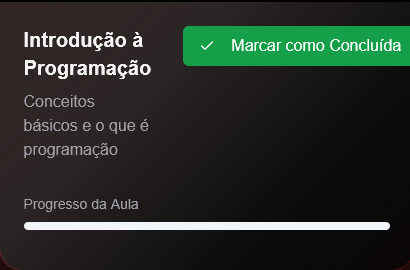 Introdução à
Programação
Marcar como Concluída
Conceitos
básicos e o que é
programação
Progresso da Aula